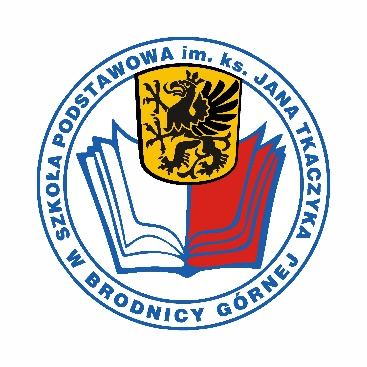 SZKOŁA PODSTAWOWA im. ks. JANA TKACZYKA
W BRODNICY GÓRNEJ